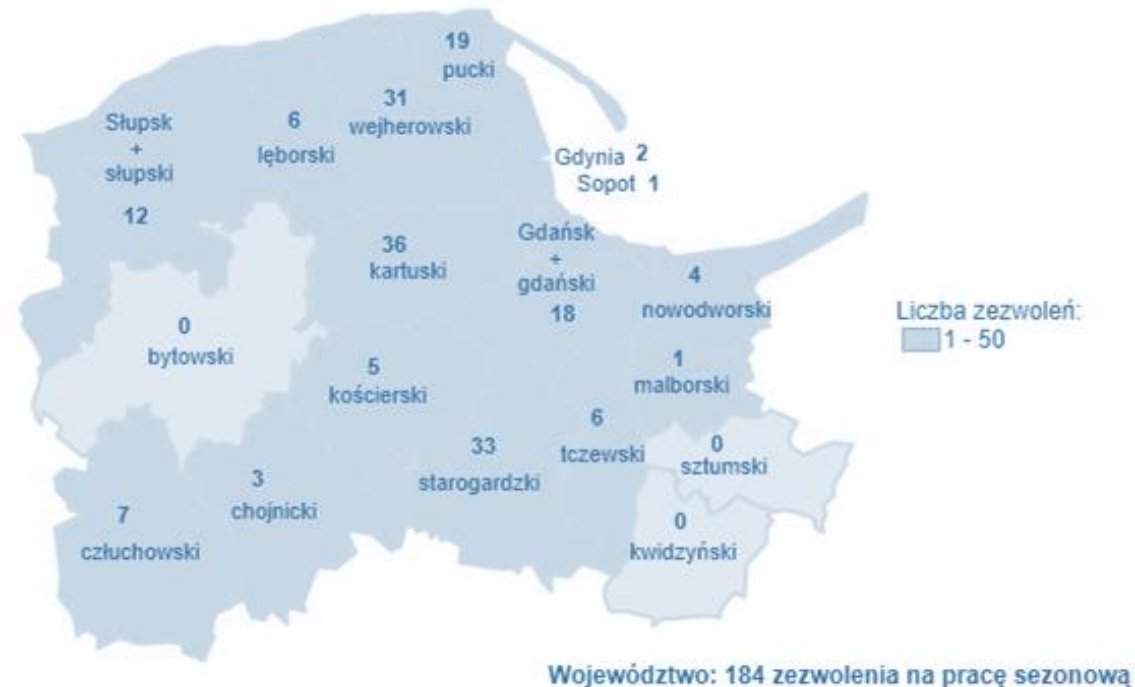 19
pucki
31
wejherowski
6
lęborski
Słupsk
+
słupski
12
Gdynia 2
Sopot 1
36
kartuski
Gdańsk
+
gdański
18
4
nowodworski
0
bytowski
Liczba zezwoleń:
1 - 50
5
kościerski
1
malborski
6
tczewski
33
starogardzki
0
sztumski
3
chojnicki
7
człuchowski
0
kwidzyński
Województwo: 184 zezwolenia na pracę sezonową